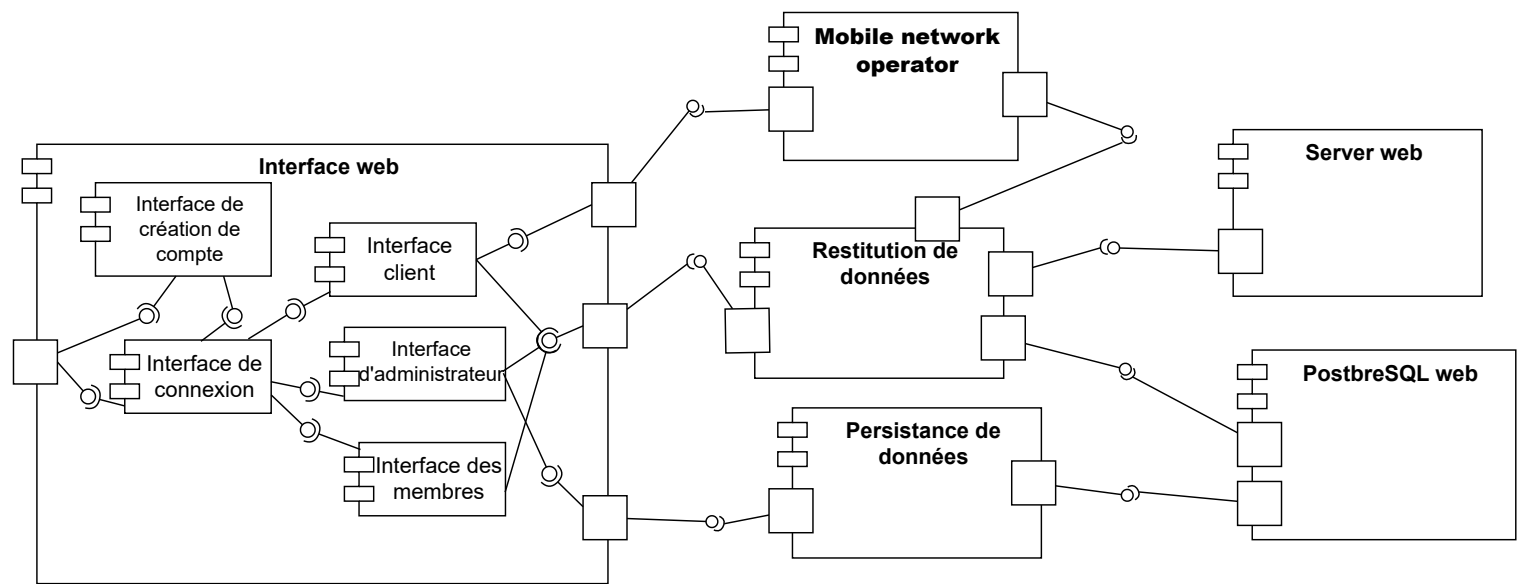 Mobile network
operator
Interface web
Server web
Interface de
création de
compte
Interface
client
Restitution de
données
Interface de
connexion
Interface
d'administrateur
PostbreSQL web
Persistance de
données
Interface des
membres